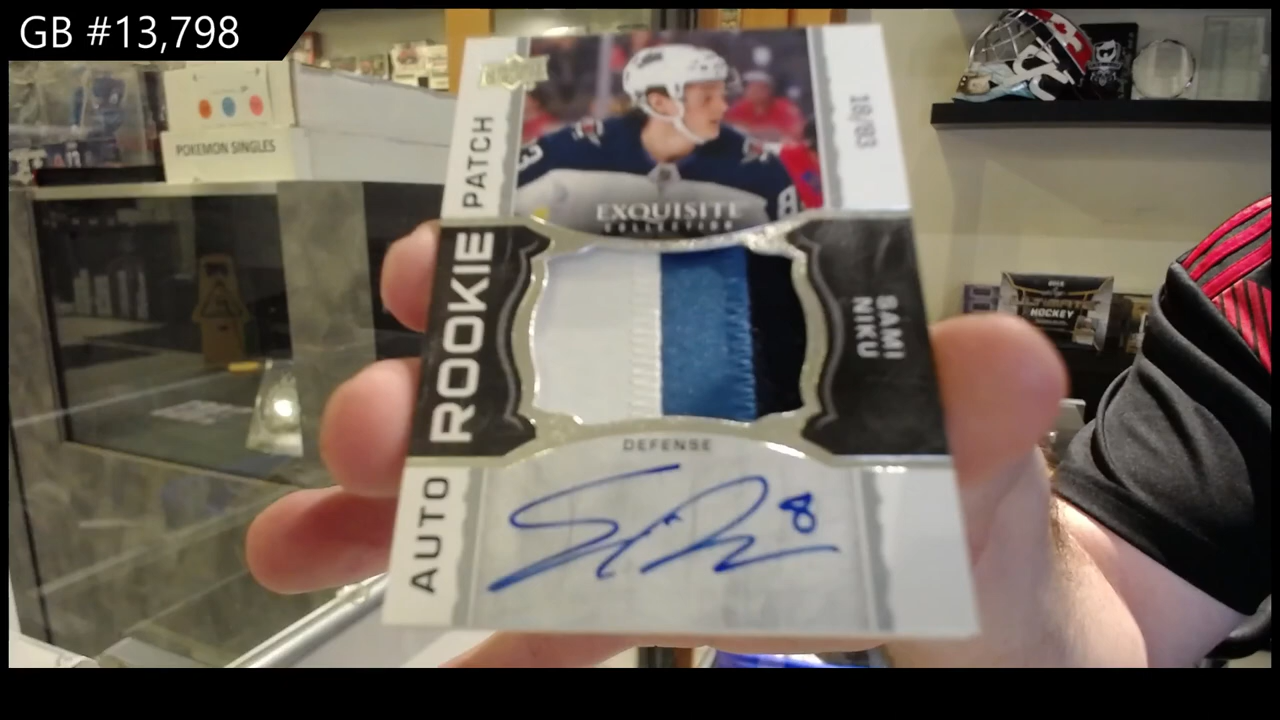 GB #13,798
POKEMON SINGLES
18/83
EXQUISITE
COLLECTION
AUTO ROOKIE PATCH
SAMI
NIKU
DEFENSE
8
HOCKEY